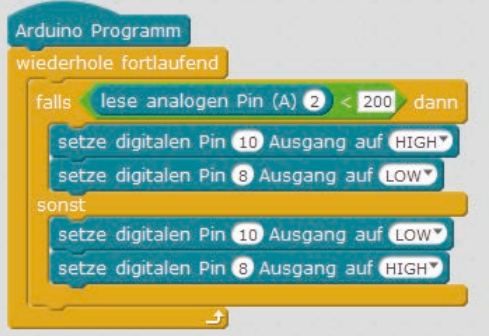 Arduino Programm
wiederhole fortlaufend
falls lese analogen Pin (A) 2 < 200 dann
setze digitalen Pin 10 Ausgang auf HIGH
setze digitalen Pin 8 Ausgang auf LOW
sonst
setze digitalen Pin 10 Ausgang auf LOW
setze digitalen Pin 8 Ausgang auf HIGH